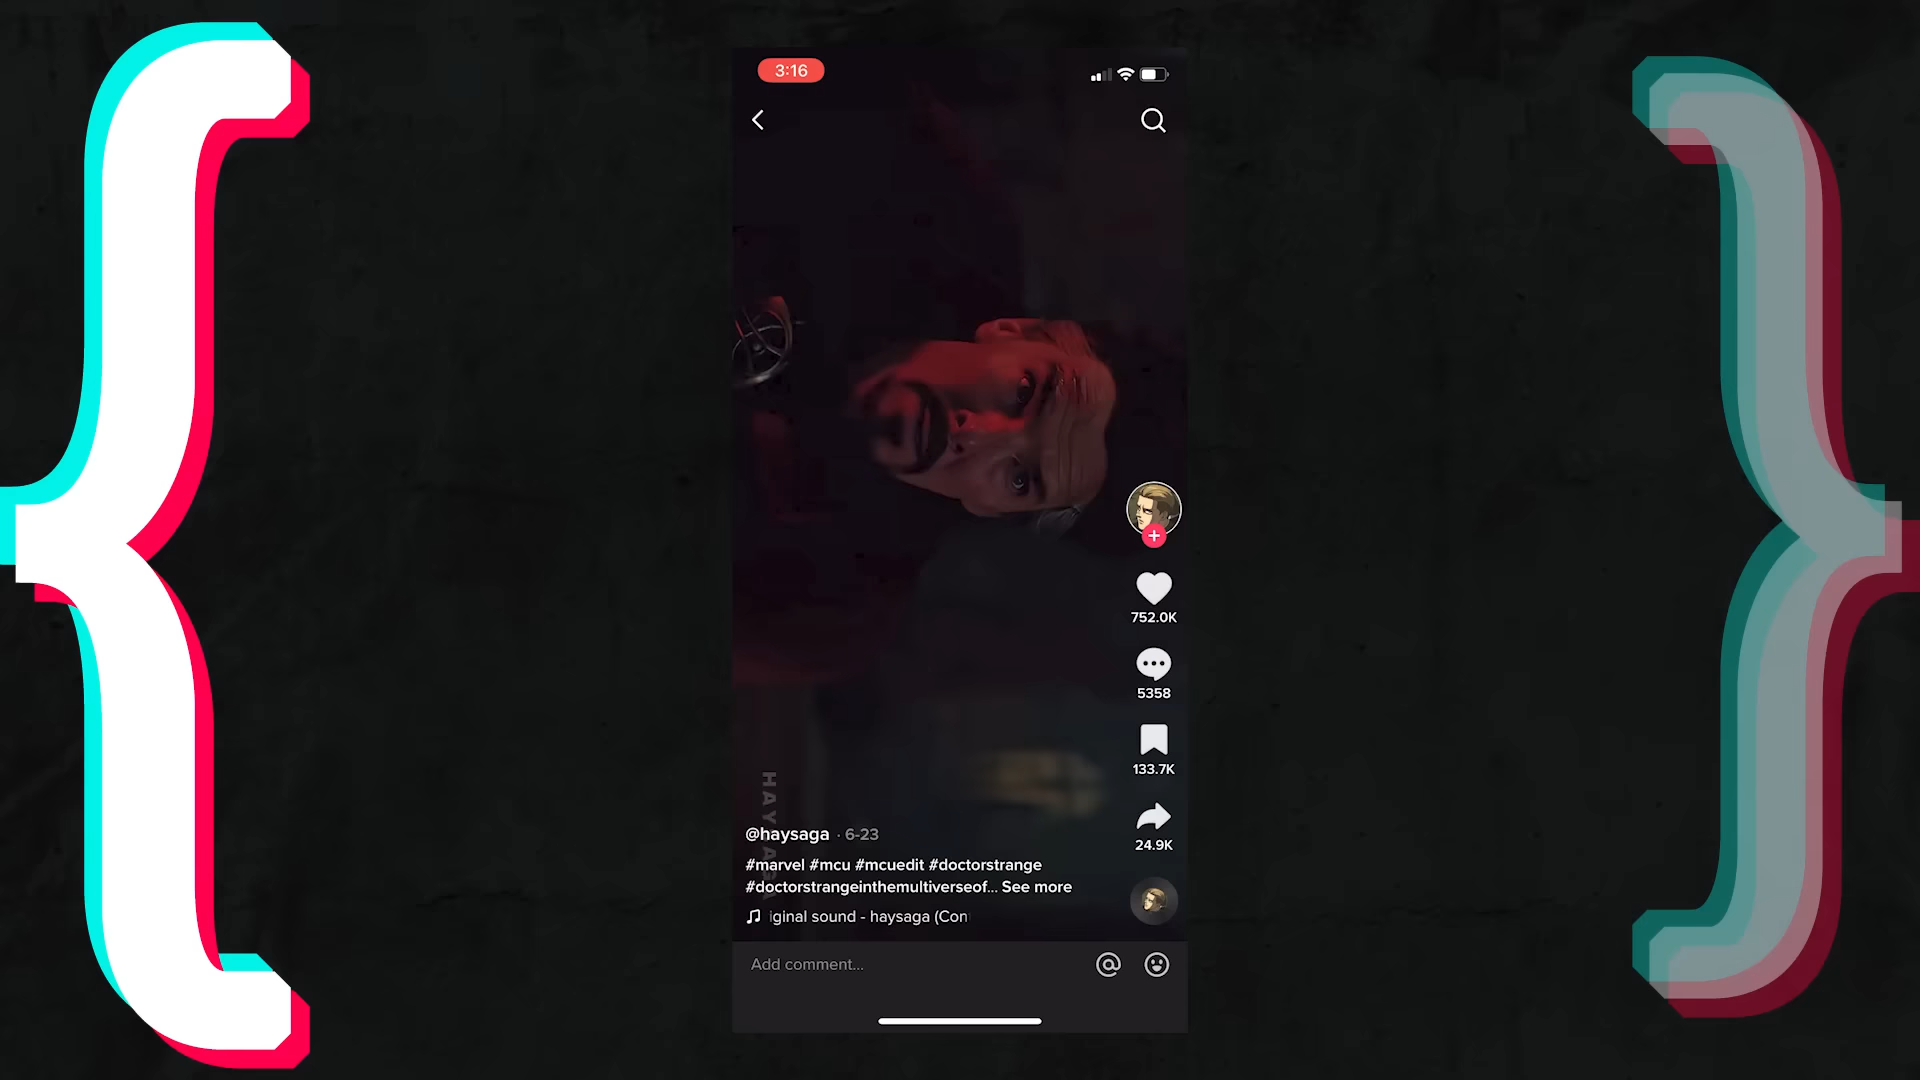 3:16
752.0K
5358
133.7K
24.9K
@haysaga · 6-23
#marvel #mcu #mcuedit #doctorstrange
#doctorstrangeinthemultiverseof... See more
iginal sound - haysaga (Con
Add comment...